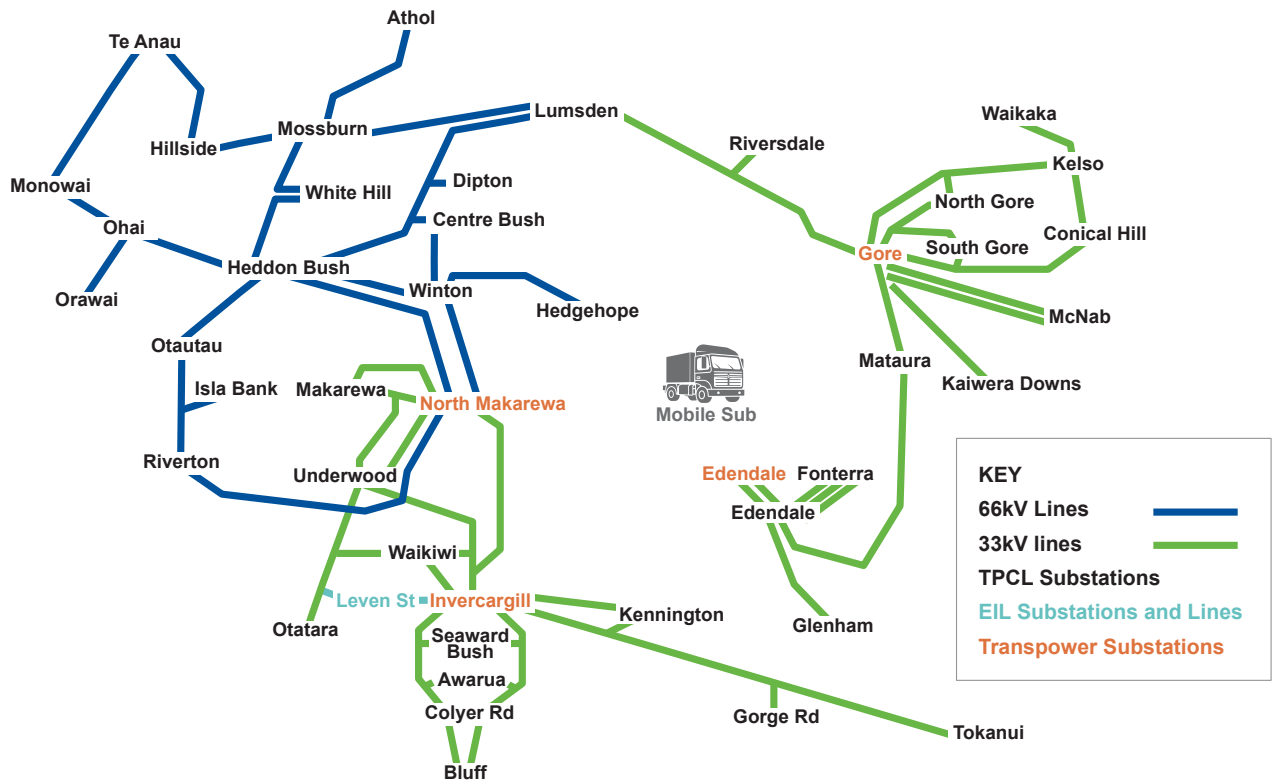 Athol
Te Anau
Lumsden
Waikaka
Mossburn
Riversdale
Hillside
Kelso
Monowai
White Hill
Dipton
North Gore
Centre Bush
Ohai
Conical Hill
South Gore
Gore
Heddon Bush
Winton
Orawai
Hedgehope
McNab
Otautau
Mataura
Kaiwera Downs
Isla Bank
Makarewa
North Makarewa
Mobile Sub
Riverton
Underwood
Edendale
Fonterra
Edendale
Waikiwi
Leven St
Invercargill
Kennington
Otatara
Glenham
Seaward
Bush
Awarua
Colyer Rd
Gorge Rd
Tokanui
Bluff
KEY
66kV Lines
33kV lines
TPCL Substations
EIL Substations and Lines
Transpower Substations